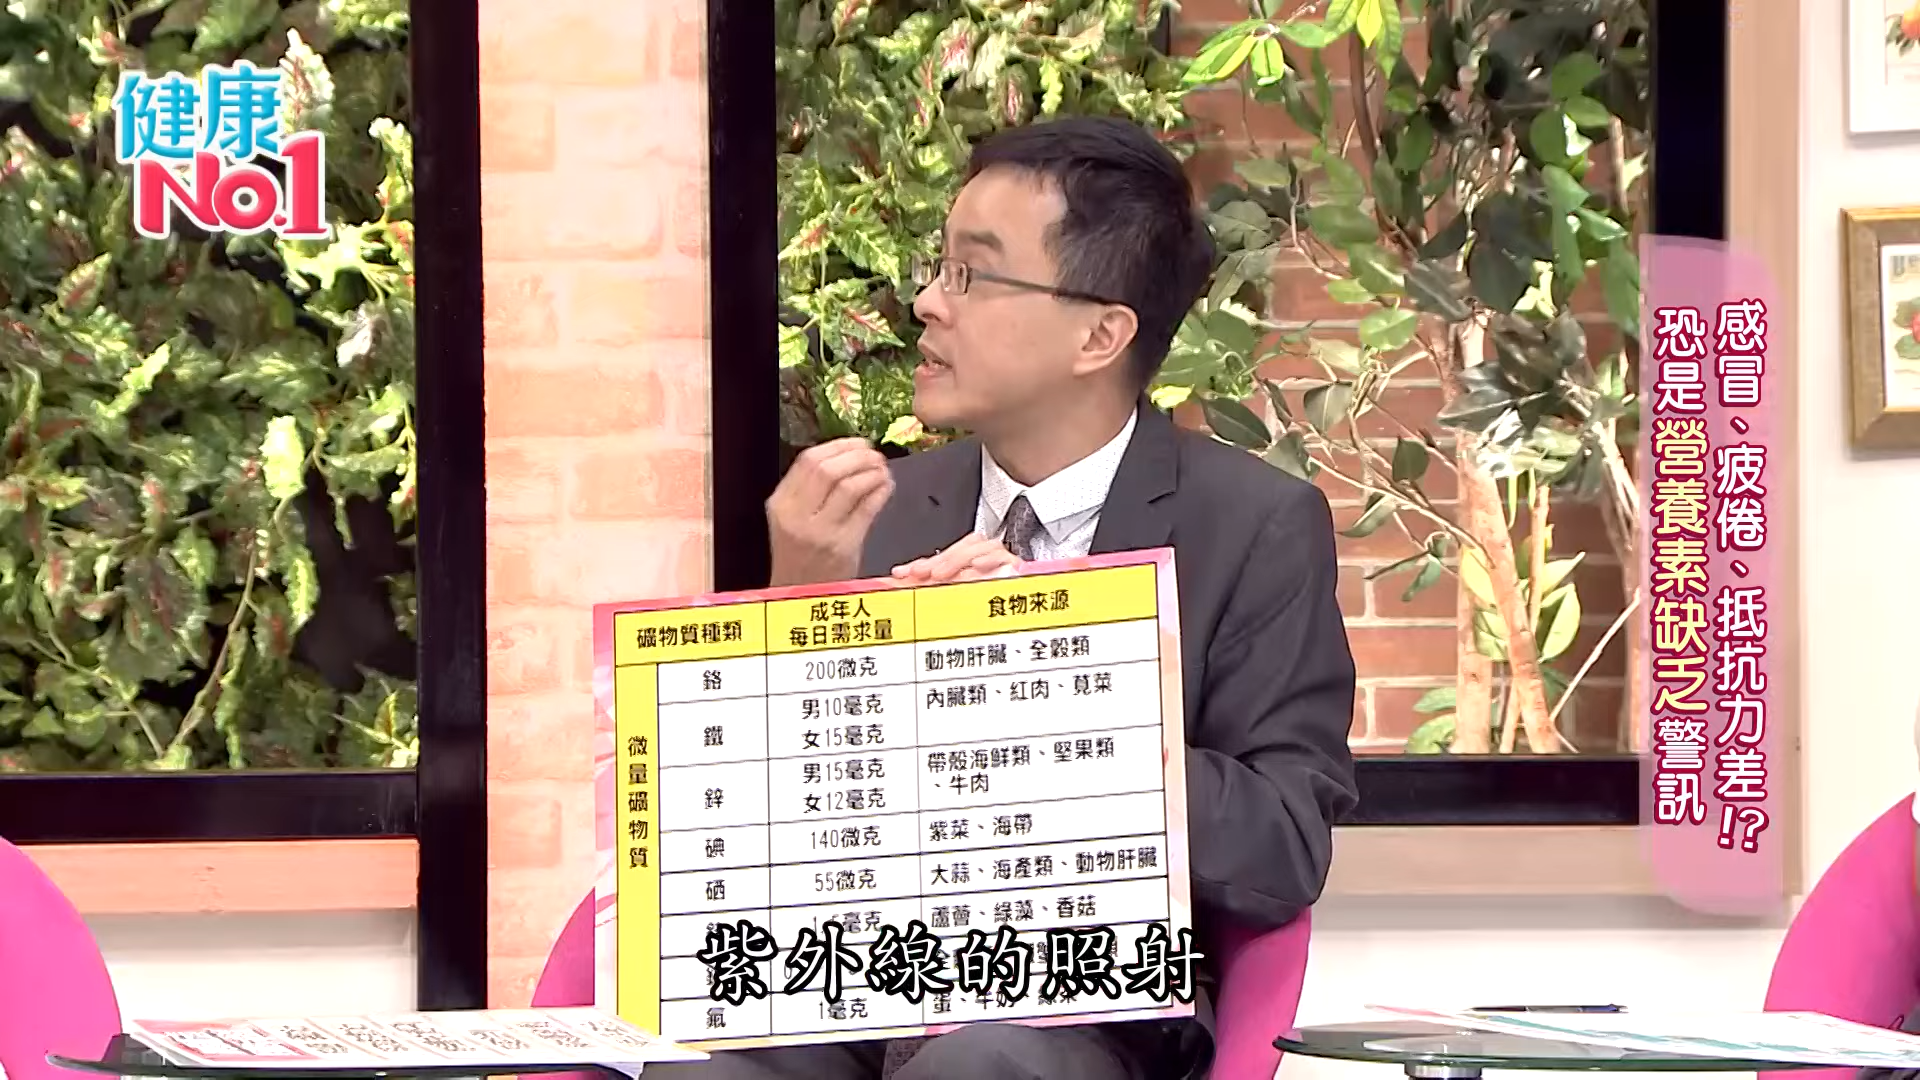 健康
No.1
感冒、疲倦、抵抗力差!?
恐是營養素缺乏警訊
礦物質種類
成年人
每日需求量
食物來源
微量礦物質
鉻
200微克
動物肝臟、全穀類
鐵
男10毫克
女15毫克
內臟類、紅肉、莧菜
鋅
男15毫克
女12毫克
帶殼海鮮類、堅果類
、牛肉
碘
140微克
紫菜、海帶
硒
55微克
大蒜、海產類、動物肝臟
毫克
蘆薈、綠藻、香菇
氟
1毫克
蛋、牛奶、
紫外線的照射